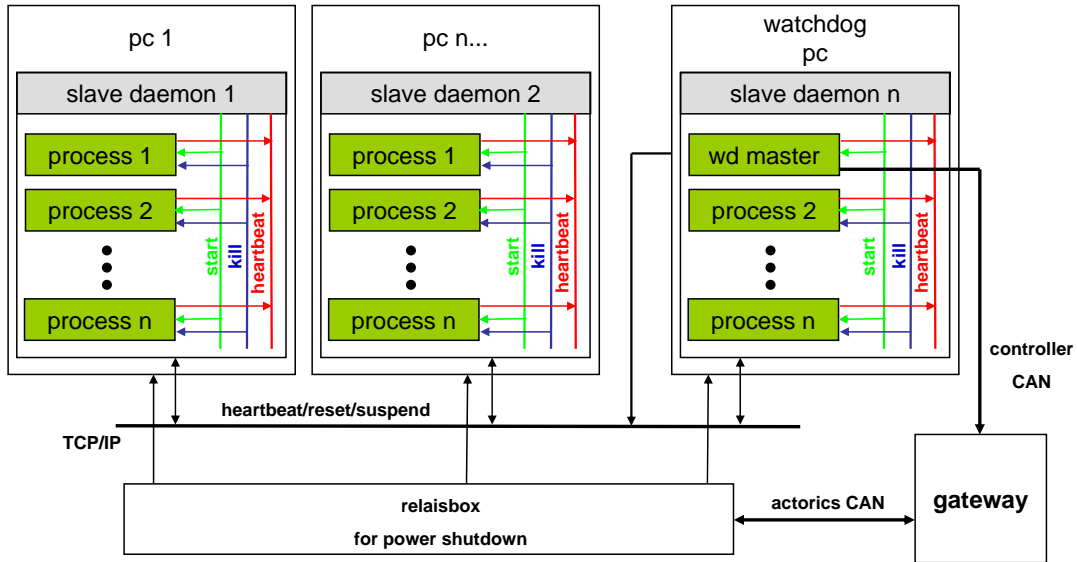 pc 1
pc n...
watchdog
pc
slave daemon 1
slave daemon 2
slave daemon n
process 1
process 1
wd master
process 2
process 2
process 2
start
kill
heartbeat
start
kill
heartbeat
start
kill
heartbeat
process n
process n
process n
controller
CAN
heartbeat/reset/suspend
TCP/IP
relaisbox
for power shutdown
actorics CAN
gateway